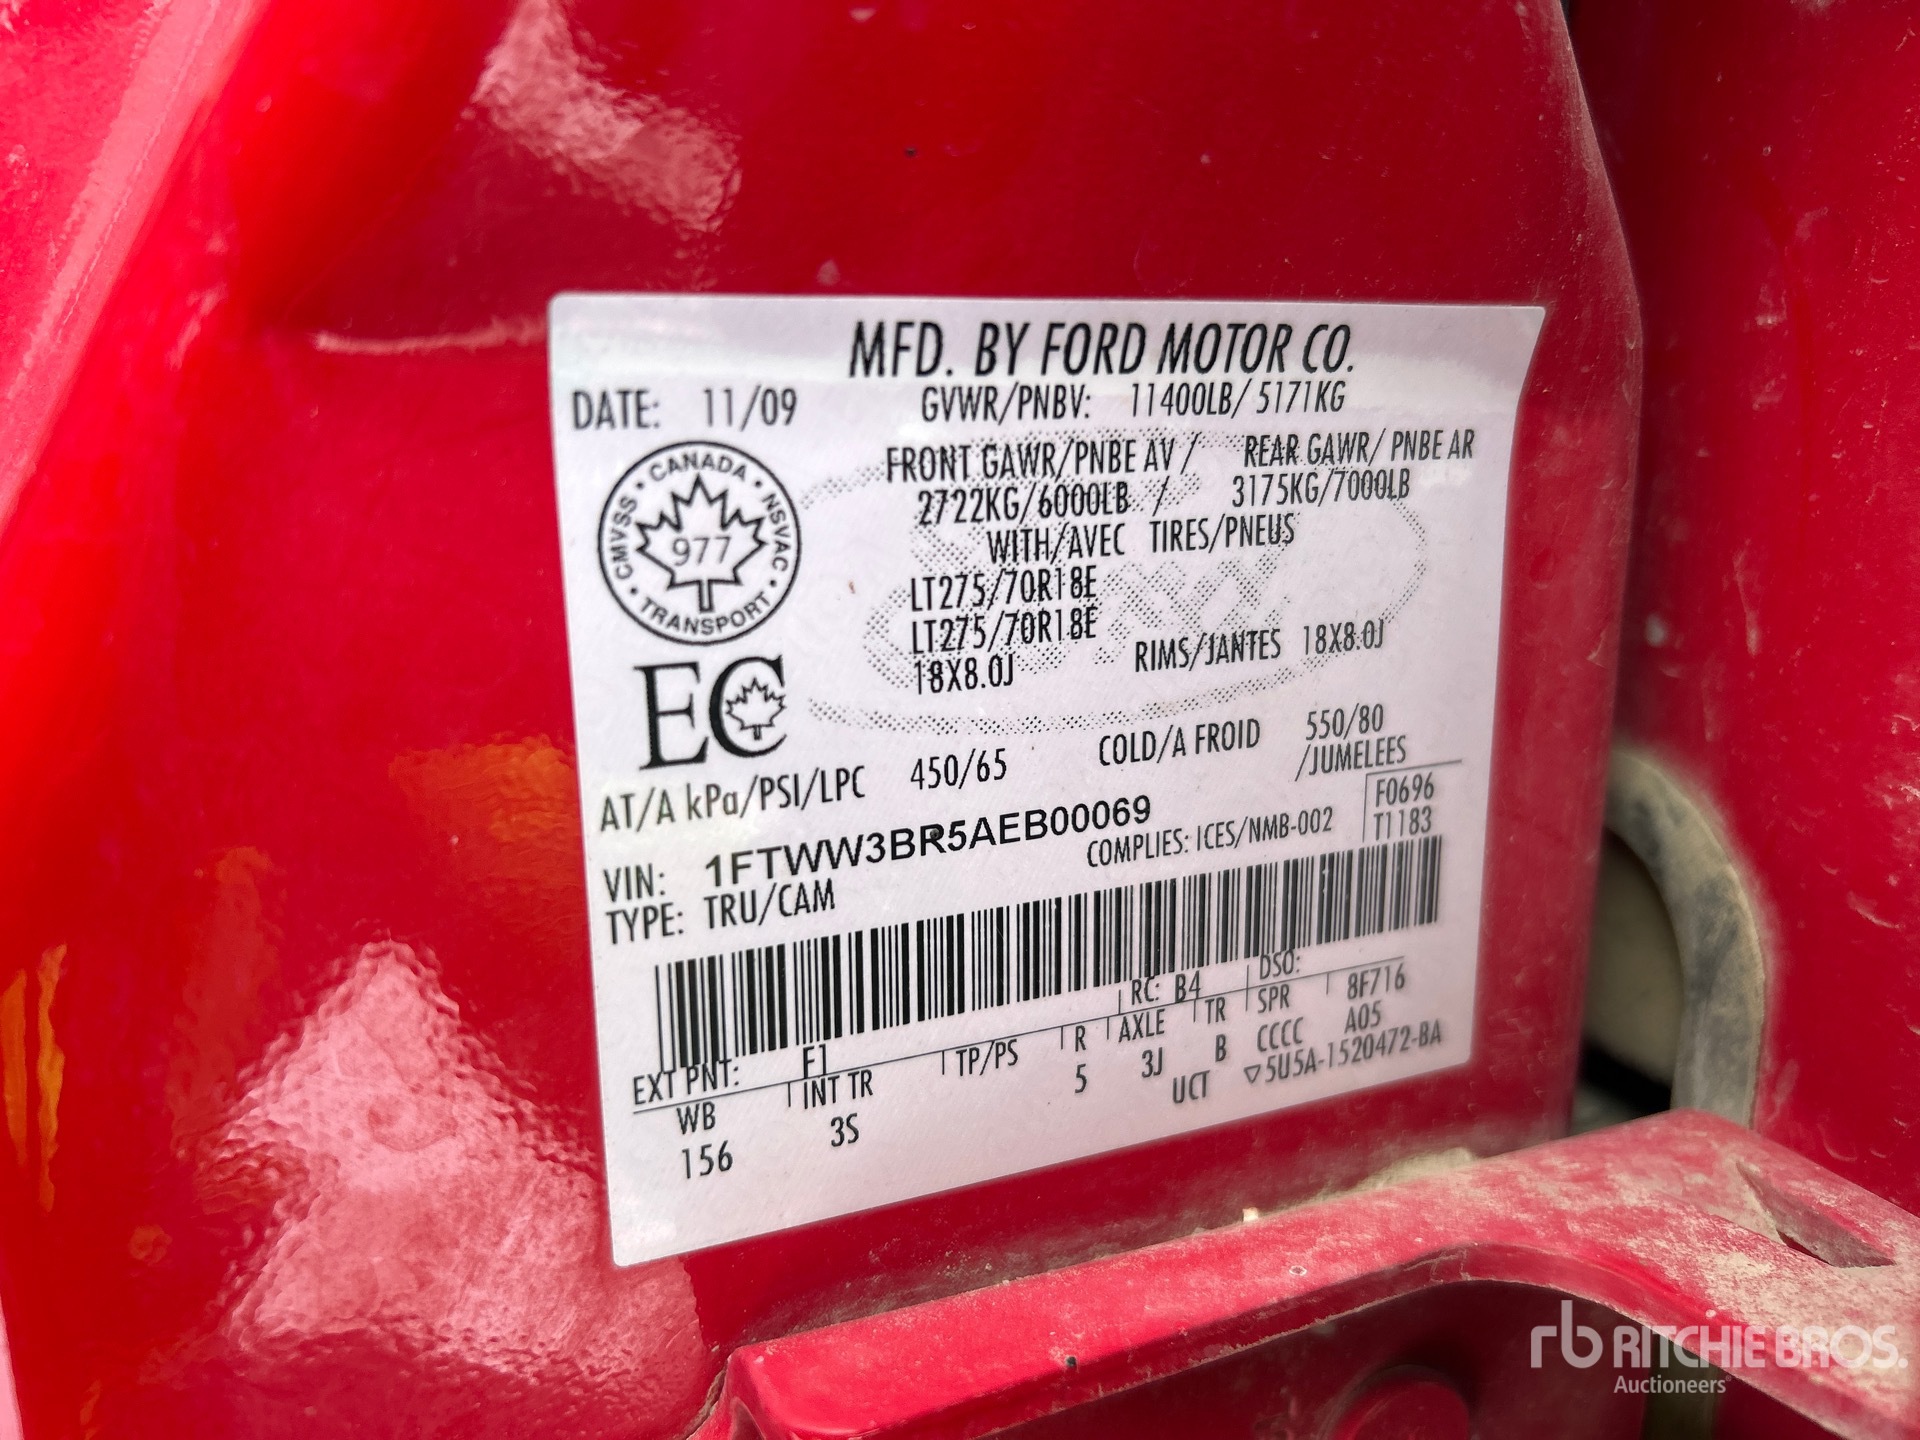 MFD. BY FORD MOTOR CO.
DATE: 11/09 GVWR/PNBV: 11400LB/ 5171KG
FRONT GAWR/PNBE AV / REAR GAWR/ PNBE AR
2722KG/6000LB / 3175KG/7000LB
WITH/AVEC TIRES/PNEUS
LT275/70R18E
LT275/70R18E
18X8.0J RIMS/JANTES 18X8.0J
CANADA • NSVAC • TRANSPORT • CMVSS •
977
EC
AT/A kPa/PSI/LPC 450/65 COLD/A FROID 550/80
/JUMELEES
VIN: 1FTWW3BR5AEB00069
F0696
T1183
TYPE: TRU/CAM COMPLIES: ICES/NMB-002
EXT PNT: F1 RC: B4 DSO:
WB INT TR TP/PS R AXLE TR SPR 8F716
156 3S 5 3J B CCCC A05
UCT ▽5U5A-1520472-BA
rb RITCHIE BROS.
Auctioneers